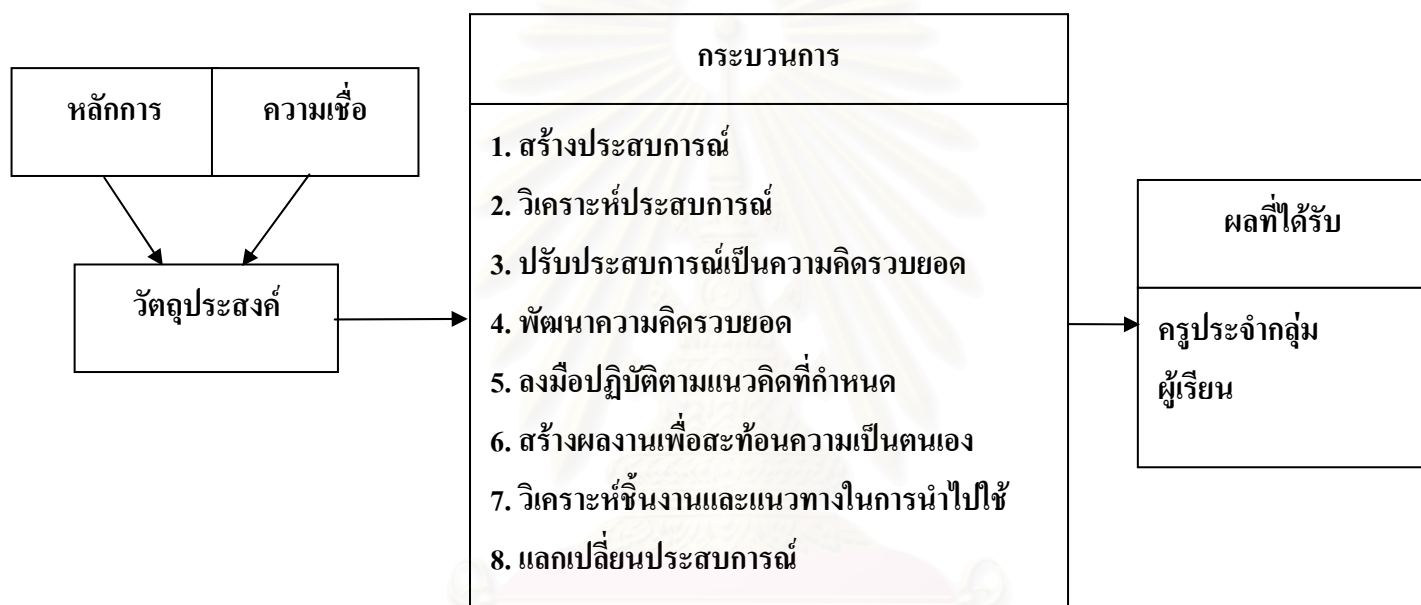 หลักการ
ความเชื่อ
วัตถุประสงค์
กระบวนการ
1. สร้างประสบการณ์
2. วิเคราะห์ประสบการณ์
3. ปรับประสบการณ์เป็นความคิดรวบยอด
4. พัฒนาความคิดรวบยอด
5. ลงมือปฏิบัติตามแนวคิดที่กำหนด
6. สร้างผลงานเพื่อสะท้อนความเป็นตนเอง
7. วิเคราะห์ชิ้นงานและแนวทางในการนำไปใช้
8. แลกเปลี่ยนประสบการณ์
ผลที่ได้รับ
ครูประจำกลุ่ม
ผู้เรียน